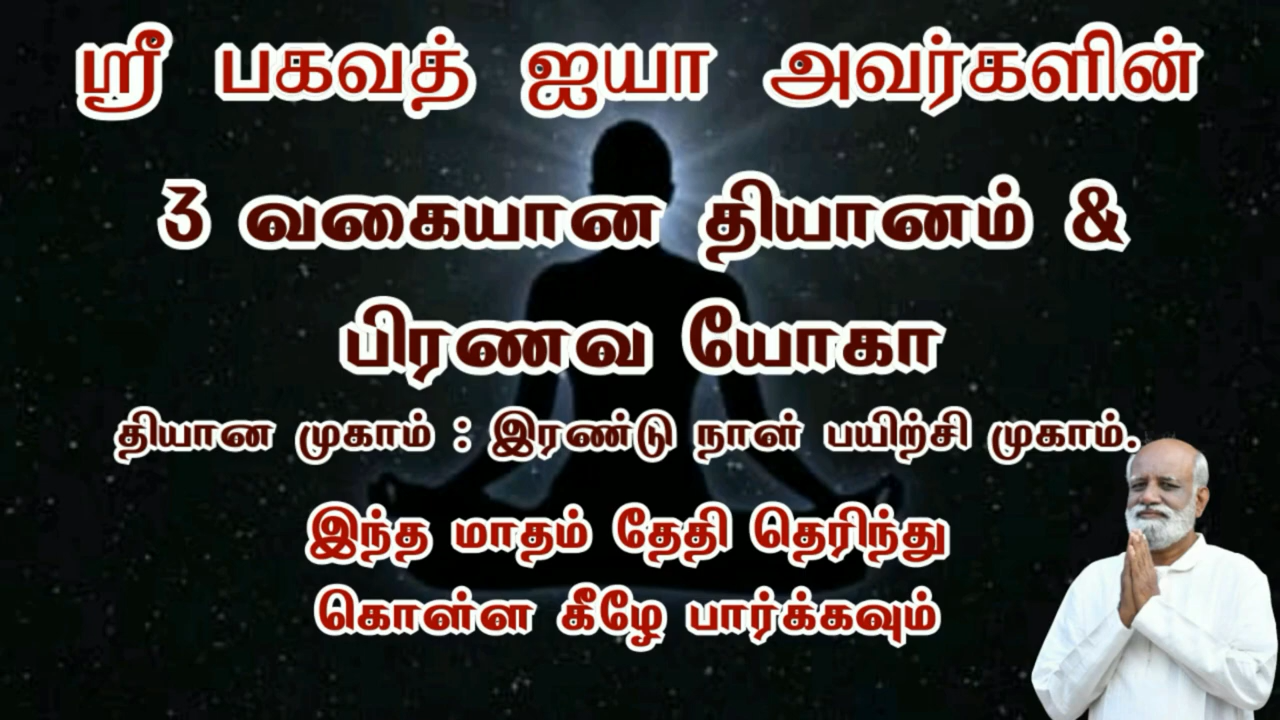 ஸ்ரீ பகவத் ஐயா அவர்களின்
3 வகையான தியானம் &
பிரணவ யோகா
தியான முகாம் : இரண்டு நாள் பயிற்சி முகாம்.
இந்த மாதம் தேதி தெரிந்து
கொள்ள கீழே பார்க்கவும்